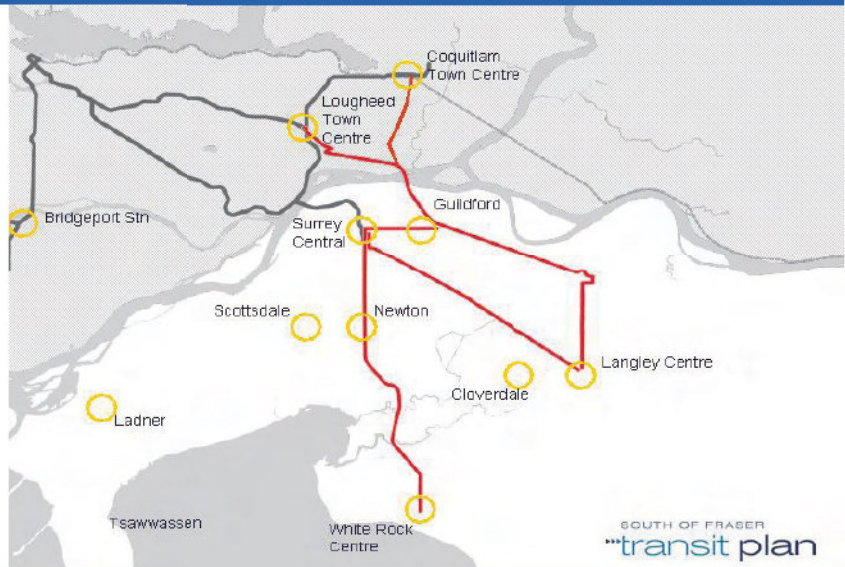 Coquitlam
Town Centre
Lougheed
Town
Centre
Bridgeport Stn
Guildford
Surrey
Central
Scottsdale
Newton
Langley Centre
Cloverdale
Ladner
Tsawwassen
White Rock
Centre
SOUTH OF FRASER
transit plan